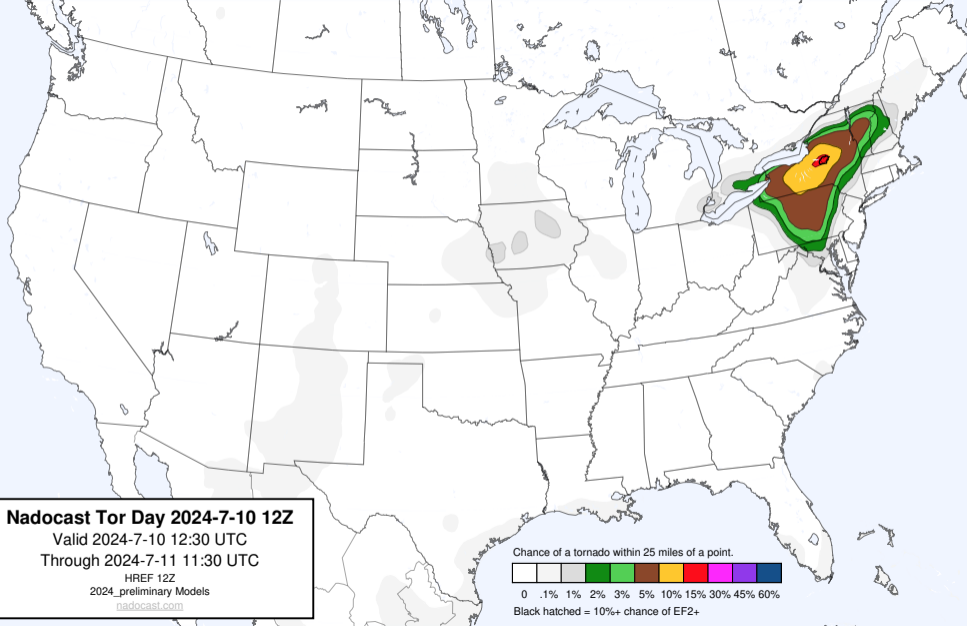 Nadocast Tor Day 2024-7-10 12Z
Valid 2024-7-10 12:30 UTC
Through 2024-7-11 11:30 UTC
HREF 12Z
2024_preliminary Models
nadocast.com
Chance of a tornado within 25 miles of a point.
0 .1% 1% 2% 3% 5% 10% 15% 30% 45% 60%
Black hatched = 10%+ chance of EF2+